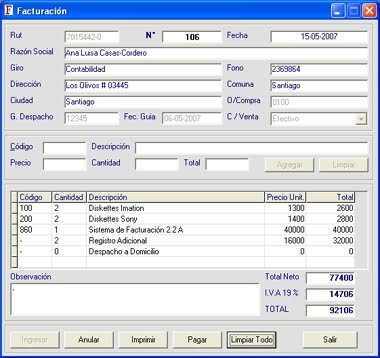 F Facturación
Rut 7015442-0 N° 106 Fecha 15-05-2007
Razón Social Ana Luisa Casas-Cordero
Giro Contabilidad Fono 2369864
Dirección Los Olivos # 03445 Comuna Santiago
Ciudad Santiago O/Compra 0100
G. Despacho 12345 Fec. Guia 06-05-2007 C / Venta Efectivo
Código Descripción
Precio Cantidad Total Agregar Limpiar
Código Cantidad Descripción Precio Unit. Total
100 2 Diskettes Imation 1300 2600
200 2 Diskettes Sony 1400 2800
860 1 Sistema de Facturación 2.2 A 40000 40000
- 2 Registro Adicional 16000 32000
- 0 Despacho a Domicilio 0 0
Observación Total Neto 77400
. I.V.A 19 % 14706
TOTAL 92106
Ingresar Anular Imprimir Pagar Limpiar Todo Salir